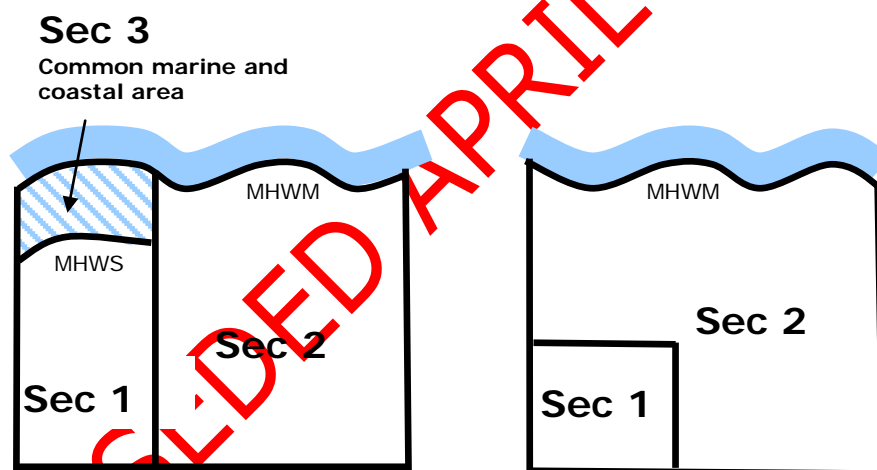 Sec 3
Common marine and
coastal area
MHWM
MHWS
Sec 2
Sec 1
MHWM
Sec 2
Sec 1
SEDED APRIL